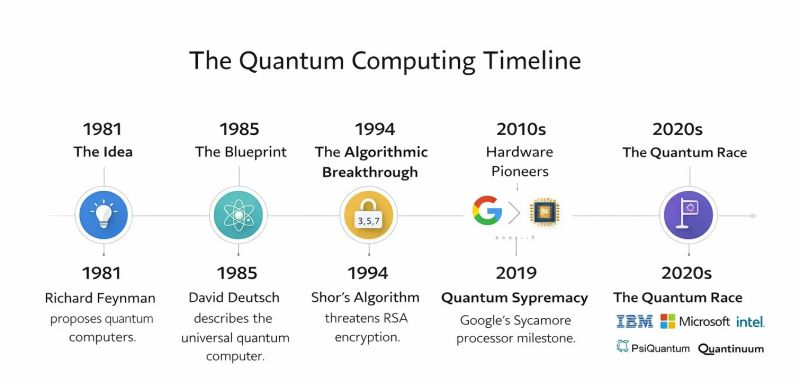 The Quantum Computing Timeline
1981
The Idea
1985
The Blueprint
1994
The Algorithmic
Breakthrough
2010s
Hardware
Pioneers
2020s
The Quantum Race
3,5,7
G
1981
Richard Feynman
proposes quantum
computers.
1985
David Deutsch
describes the
universal quantum
computer.
1994
Shor's Algorithm
threatens RSA
encryption.
2019
Quantum Sypremacy
Google's Sycamore
processor milestone.
2020s
The Quantum Race
IBM Microsoft intel.
PsiQuantum Quantinuum